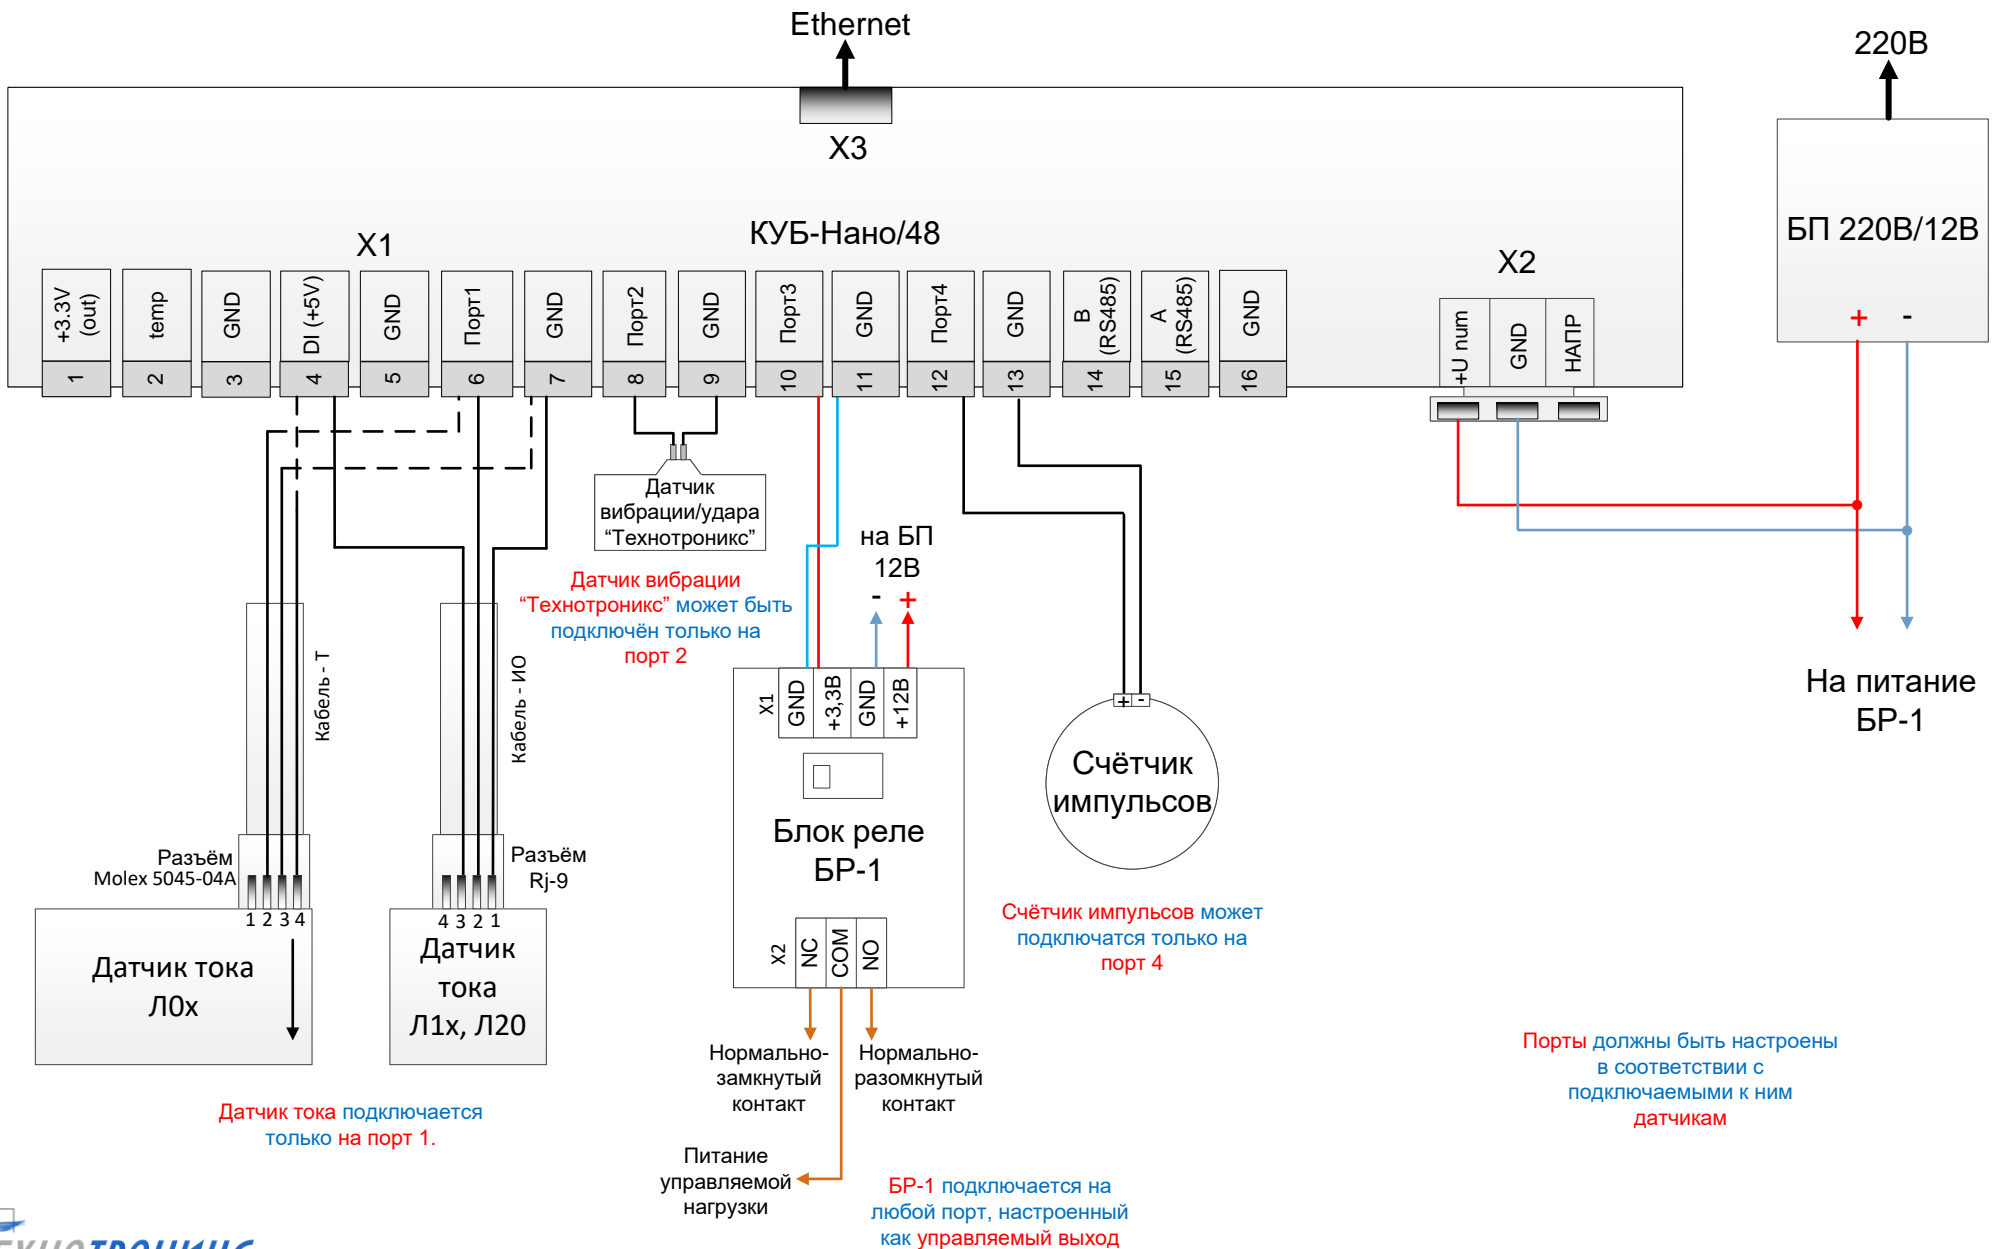 Ethernet
220В
X3
КУБ-Нано/48
X1
X2
БП 220В/12В
+ -
+3.3V
(out)
temp
GND
DI (+5V)
GND
Порт1
GND
Порт2
GND
Порт3
GND
Порт4
GND
B
(RS485)
A
(RS485)
GND
1 2 3 4 5 6 7 8 9 10 11 12 13 14 15 16
+U num
GND
НАПР
Датчик
вибрации/удара
“Технотроникс”
Датчик вибрации
“Технотроникс” может быть
подключён только на
порт 2
на БП
12В
- +
На питание
БР-1
Кабель - Т
Кабель - ИО
X1
GND
+3,3В
GND
+12В
Блок реле
БР-1
X2
NC
COM
NO
+ -
Счётчик
импульсов
Счётчик импульсов может
подключатся только на
порт 4
Разъём
Molex 5045-04A
1 2 3 4
Датчик тока
Л0х
Разъём
Rj-9
4 3 2 1
Датчик
тока
Л1х, Л20
Датчик тока подключается
только на порт 1.
Нормально-
замкнутый
контакт
Нормально-
разомкнутый
контакт
Питание
управляемой
нагрузки
БР-1 подключается на
любой порт, настроенный
как управляемый выход
Порты должны быть настроены
в соответствии с
подключаемыми к ним
датчикам